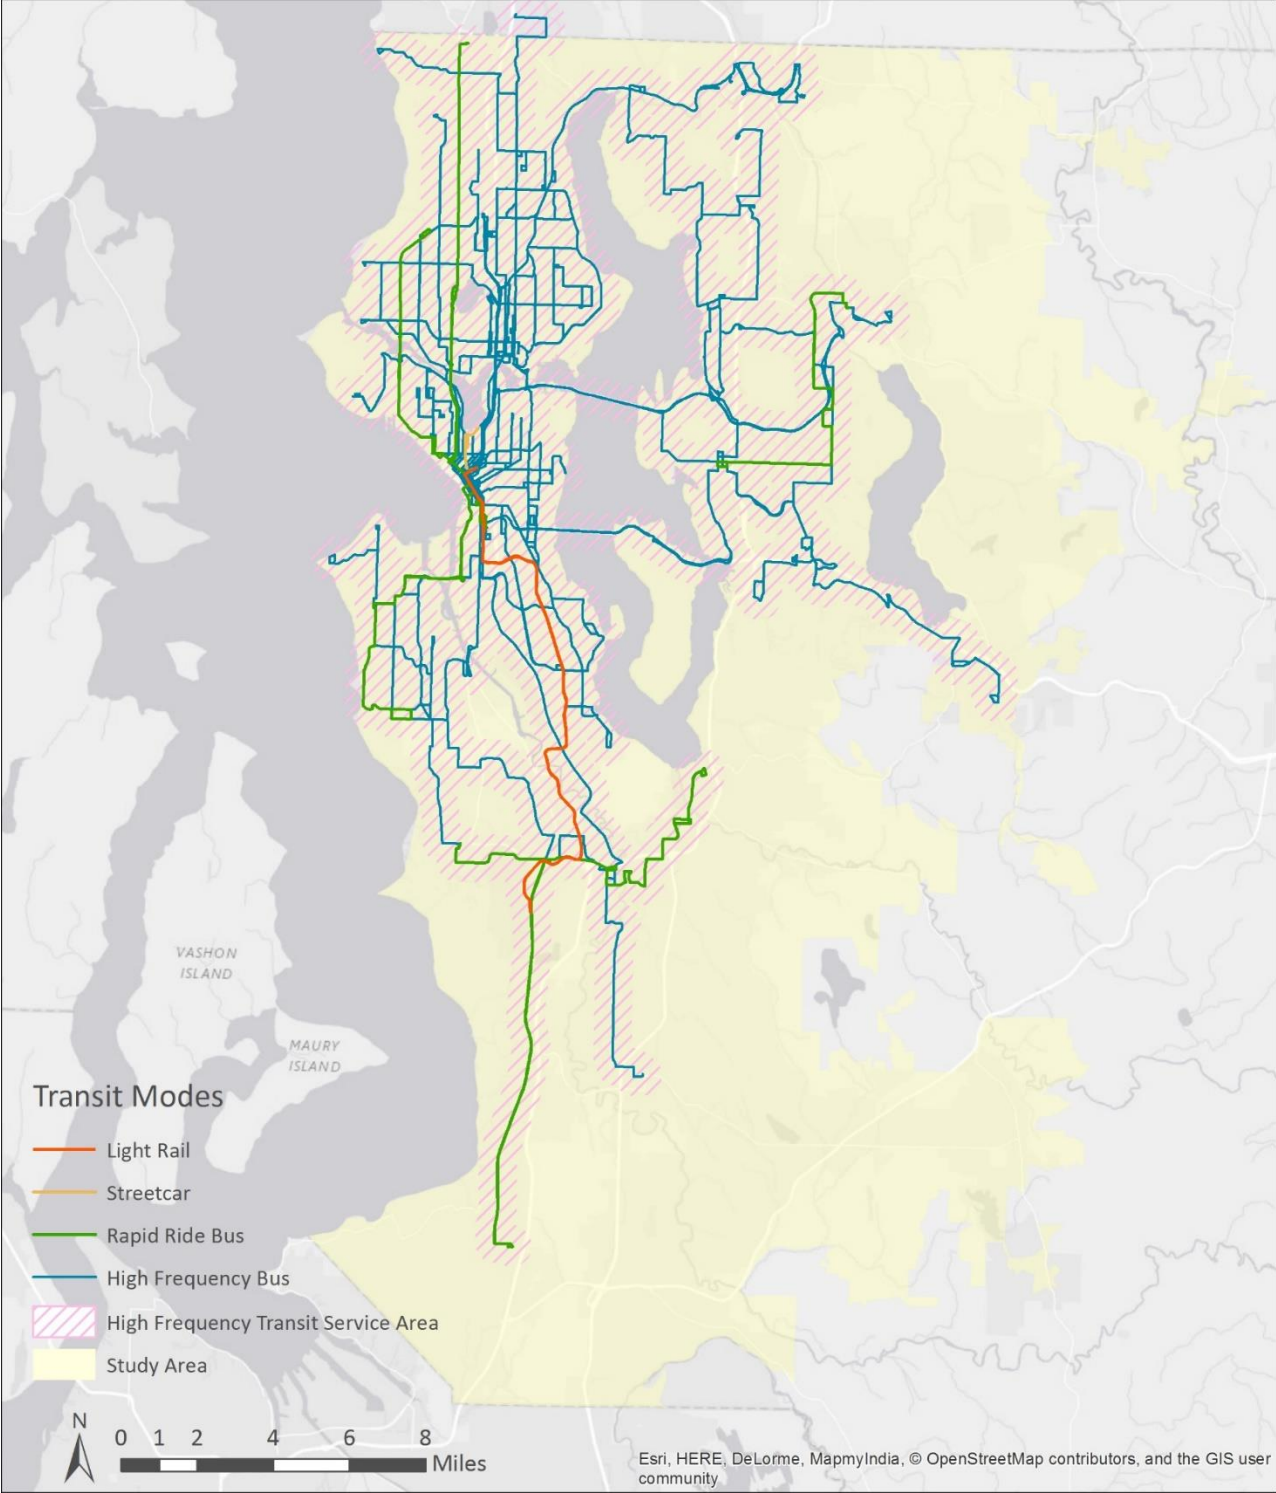 VASHON
ISLAND
MAURY
ISLAND
Transit Modes
Light Rail
Streetcar
Rapid Ride Bus
High Frequency Bus
High Frequency Transit Service Area
Study Area
N
0 1 2 4 6 8
Miles
Esri, HERE, DeLorme, MapmyIndia, © OpenStreetMap contributors, and the GIS user
community